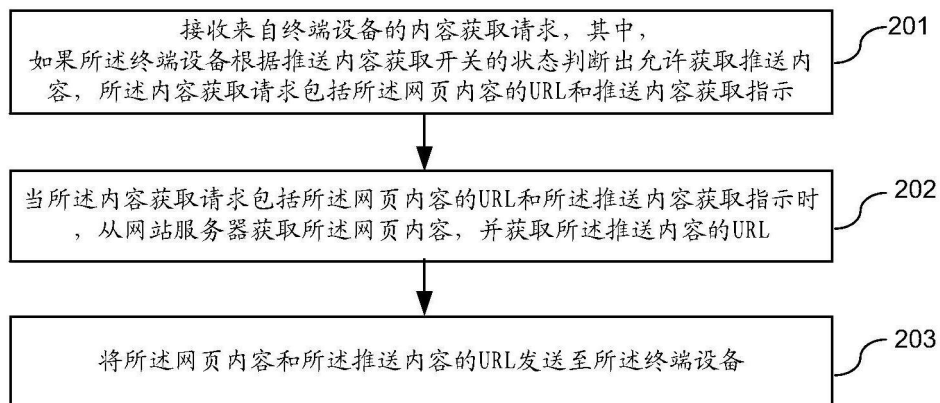 接收来自终端设备的内容获取请求，其中，
如果所述终端设备根据推送内容获取开关的状态判断出允许获取推送内
容，所述内容获取请求包括所述网页内容的URL和推送内容获取指示
201
当所述内容获取请求包括所述网页内容的URL和所述推送内容获取指示时
，从网站服务器获取所述网页内容，并获取所述推送内容的URL
202
将所述网页内容和所述推送内容的URL发送至所述终端设备
203